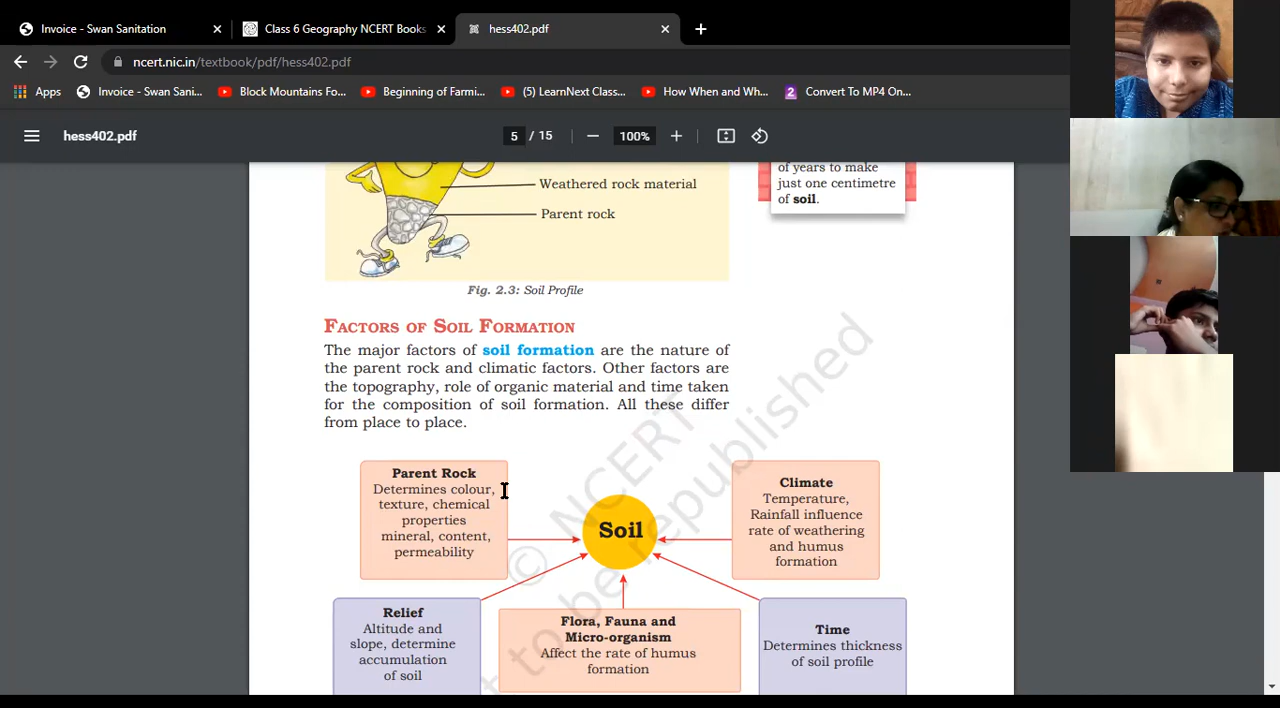 Invoice - Swan Sanitation
Class 6 Geography NCERT Books
hess402.pdf
ncert.nic.in/textbook/pdf/hess402.pdf
Apps
Invoice - Swan Sani...
Block Mountains Fo...
Beginning of Farmi...
(5) LearnNext Class...
How When and Wh...
2
Convert To MP4 On...
hess402.pdf
5 / 15
100%
Weathered rock material
Parent rock
of years to make
just one centimetre
of soil.
Fig. 2.3: Soil Profile
FACTORS OF SOIL FORMATION
The major factors of soil formation are the nature of
the parent rock and climatic factors. Other factors are
the topography, role of organic material and time taken
for the composition of soil formation. All these differ
from place to place.
Parent Rock
Determines colour,
texture, chemical
properties
mineral, content,
permeability
Soil
Climate
Temperature,
Rainfall influence
rate of weathering
and humus
formation
Relief
Altitude and
slope, determine
accumulation
of soil
Flora, Fauna and
Micro-organism
Affect the rate of humus
formation
Time
Determines thickness
of soil profile
© NCERT
t to be republished